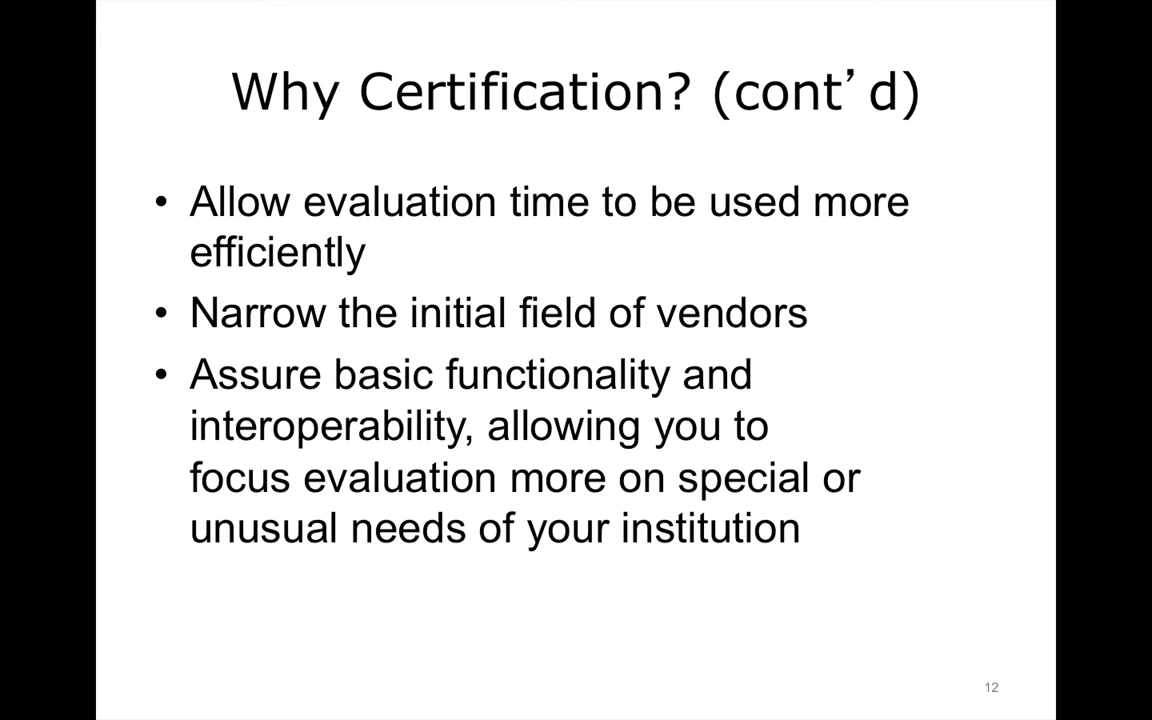 Why Certification? (cont’d)
• Allow evaluation time to be used more
efficiently
• Narrow the initial field of vendors
• Assure basic functionality and
interoperability, allowing you to
focus evaluation more on special or
unusual needs of your institution
12